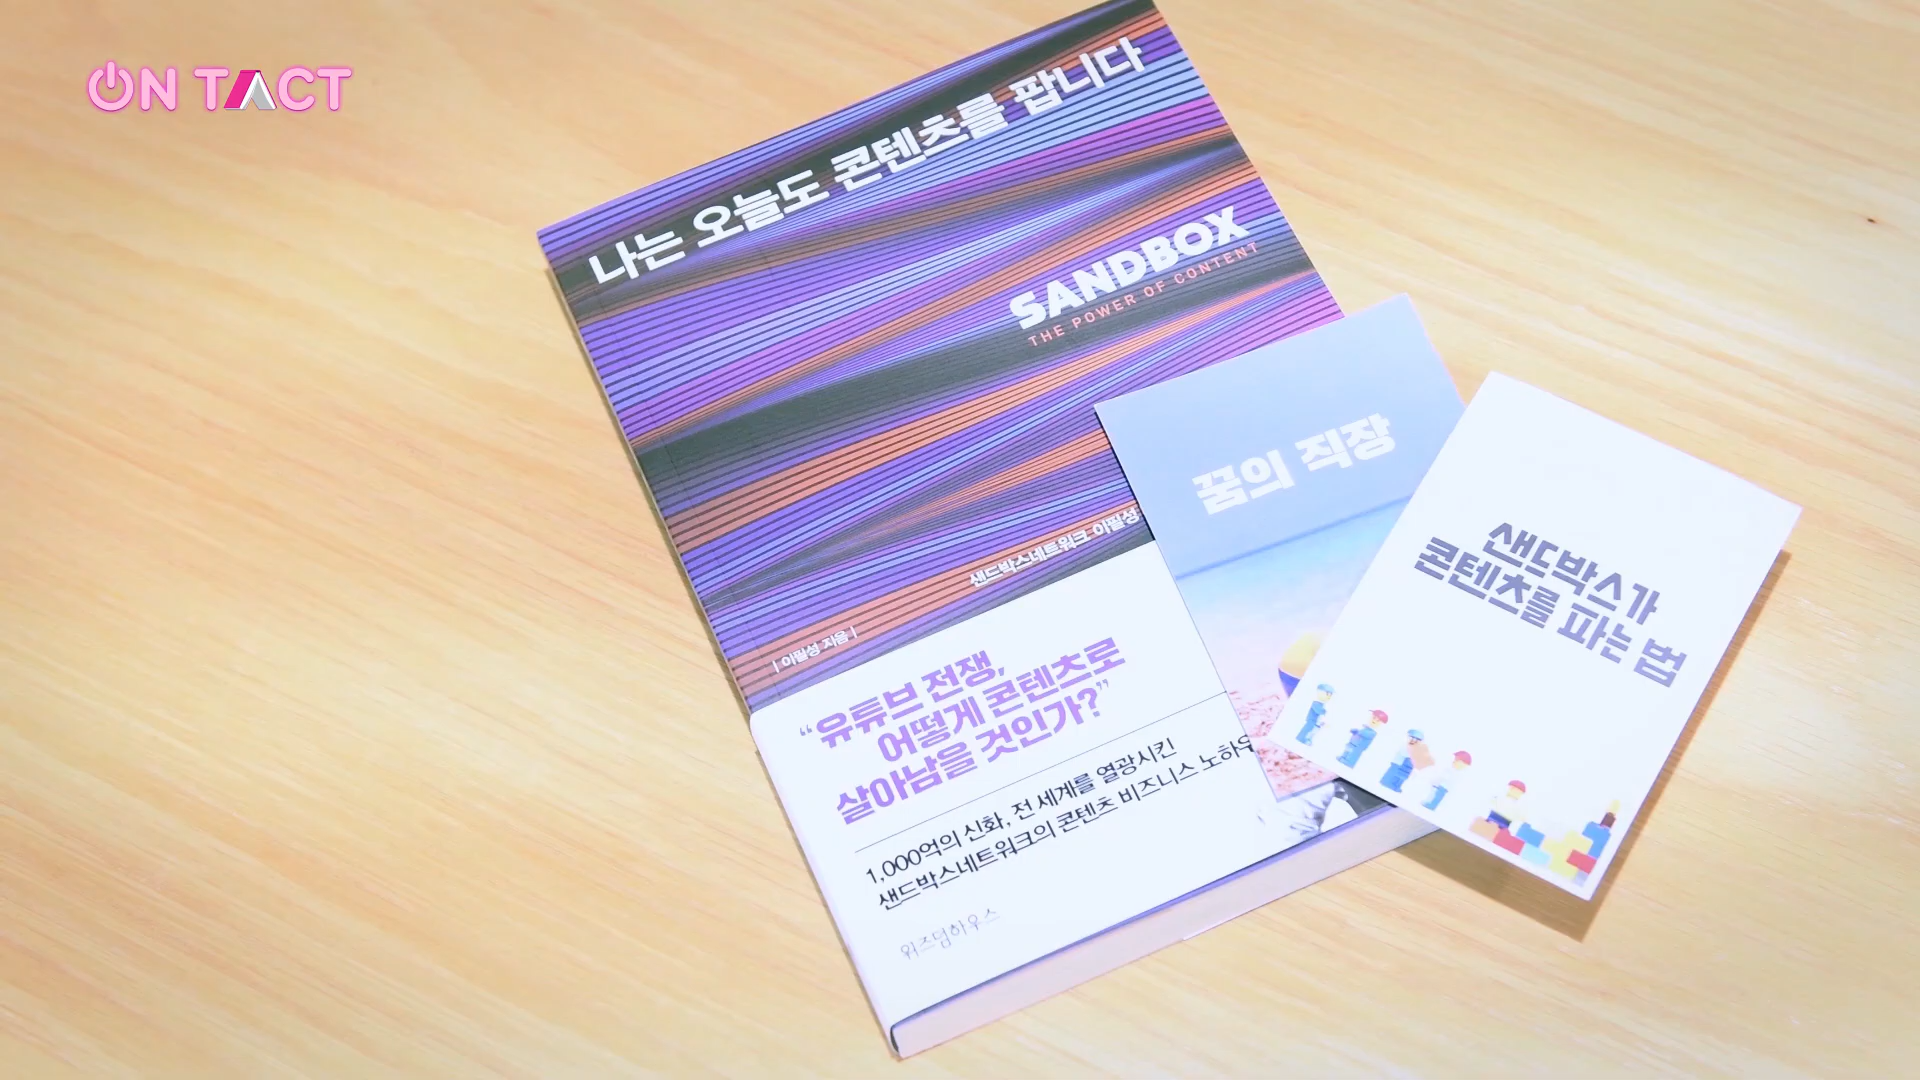 ON TACT
나는 오늘도 콘텐츠를 팝니다
SANDBOX
THE POWER OF CONTENT
샌드박스네트워크 이필성
| 이필성 지음 |
“유튜브 전쟁,
어떻게 콘텐츠로
살아남을 것인가?”
1,000억의 신화, 전 세계를 열광시킨
샌드박스네트워크의 콘텐츠 비즈니스 노하우
위즈덤하우스
꿈의 직장
샌드박스가
콘텐츠를 파는 법